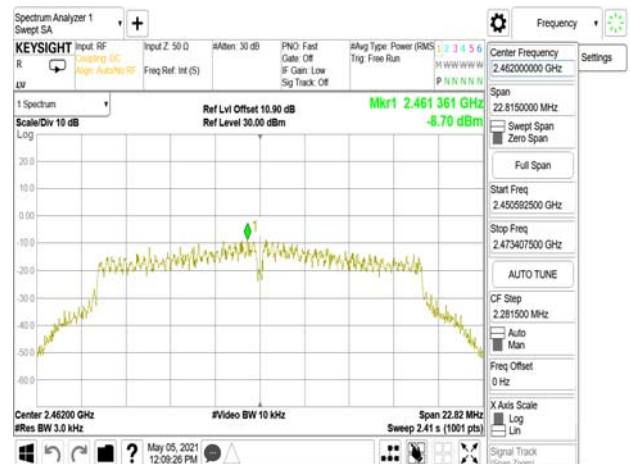 Spectrum Analyzer 1
Swept SA
Frequency
KEYSIGHT
R
Input: RF
Coupling: DC
Align: Auto/No RF
Input Z: 50 Ω
Freq Ref: Int (S)
#Atten: 30 dB
PNO: Fast
Gate: Off
IF Gain: Low
Sig Track: Off
#Avg Type: Power (RMS
Trig: Free Run
1 2 3 4 5 6
M W W W W W
P N N N N N
Center Frequency
2.462000000 GHz
Settings
Span
22.8150000 MHz
Swept Span
Zero Span
Full Span
Start Freq
2.450592500 GHz
Stop Freq
2.473407500 GHz
AUTO TUNE
CF Step
2.281500 MHz
Auto
Man
Freq Offset
0 Hz
X Axis Scale
Log
Lin
Signal Track
(Span Zoom)
1 Spectrum
Scale/Div 10 dB
Log
Ref Lvl Offset 10.90 dB
Ref Level 30.00 dBm
Mkr1 2.461 361 GHz
-8.70 dBm
20.0
10.0
0.00
-10.0
-20.0
-30.0
-40.0
-50.0
-60.0
1
Center 2.46200 GHz
#Res BW 3.0 kHz
#Video BW 10 kHz
Span 22.82 MHz
Sweep 2.41 s (1001 pts)
?
May 05, 2021
12:09:26 PM